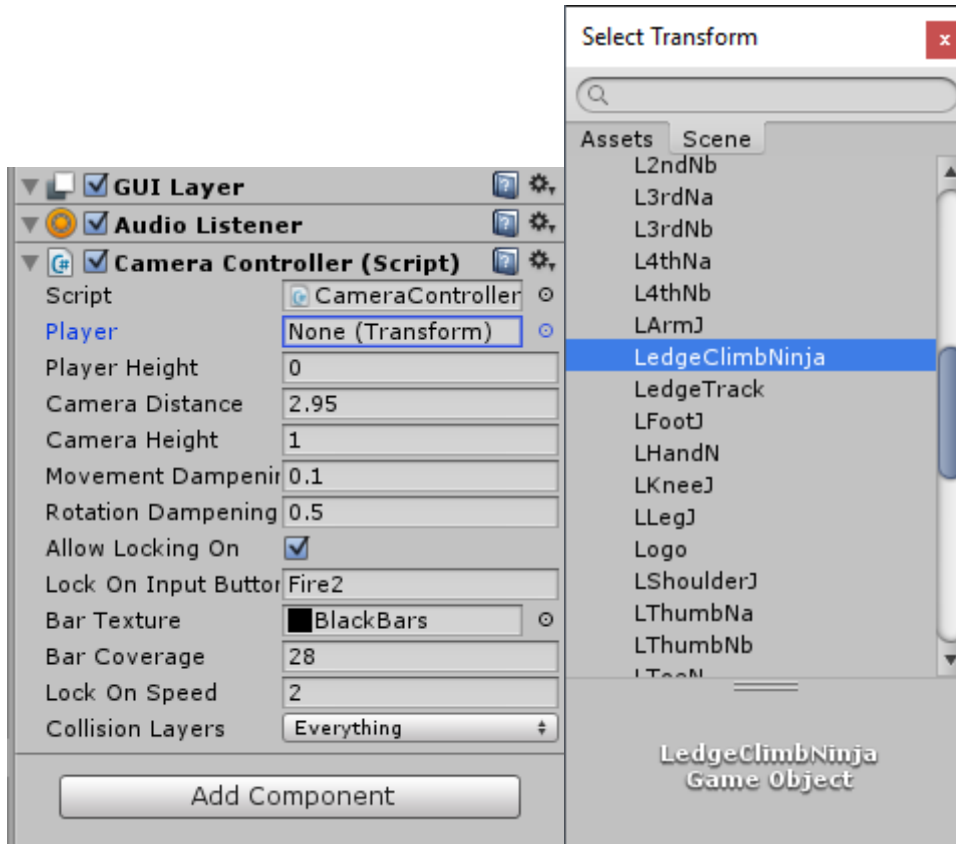 GUI Layer
Audio Listener
Camera Controller (Script)
Script CameraController
Player None (Transform)
Player Height 0
Camera Distance 2.95
Camera Height 1
Movement Dampenin 0.1
Rotation Dampening 0.5
Allow Locking On
Lock On Input Button Fire2
Bar Texture BlackBars
Bar Coverage 28
Lock On Speed 2
Collision Layers Everything
Add Component
Select Transform x
Assets Scene
L2ndNb
L3rdNa
L3rdNb
L4thNa
L4thNb
LArmJ
LedgeClimbNinja
LedgeTrack
LFootJ
LHandN
LKneeJ
LLegJ
Logo
LShoulderJ
LThumbNa
LThumbNb
LToeN
LedgeClimbNinja
Game Object